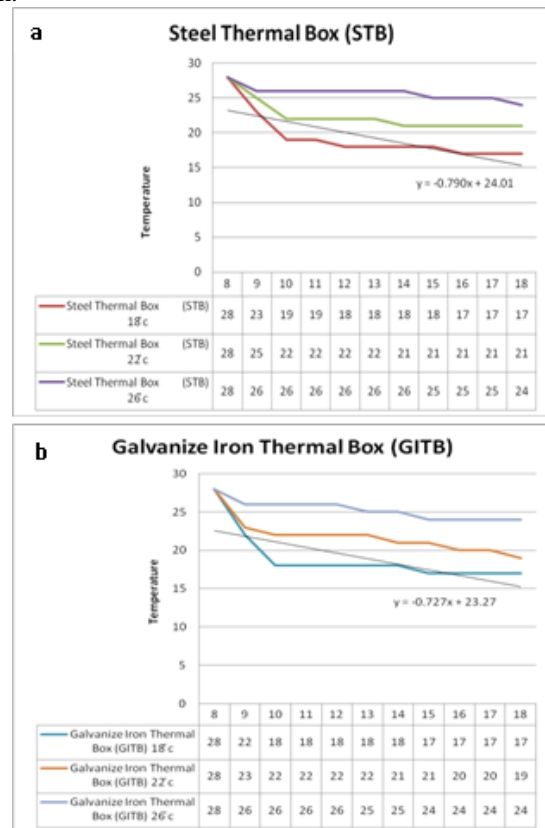 a
Steel Thermal Box (STB)
30
25
20
15
10
5
0
Temperature
y = -0.790x + 24.01
8 9 10 11 12 13 14 15 16 17 18
Steel Thermal Box (STB)
18̊c 28 23 19 19 18 18 18 18 17 17 17
Steel Thermal Box (STB)
22̊c 28 25 22 22 22 22 21 21 21 21 21
Steel Thermal Box (STB)
26̊c 28 26 26 26 26 26 26 25 25 25 24
b
Galvanize Iron Thermal Box (GITB)
30
25
20
15
10
5
0
Temperature
y = -0.727x + 23.27
8 9 10 11 12 13 14 15 16 17 18
Galvanize Iron Thermal
Box (GITB) 18̊c 28 22 18 18 18 18 18 17 17 17 17
Galvanize Iron Thermal
Box (GITB) 22̊c 28 23 22 22 22 22 21 21 20 20 19
Galvanize Iron Thermal
Box (GITB) 26̊c 28 26 26 26 26 25 25 24 24 24 24